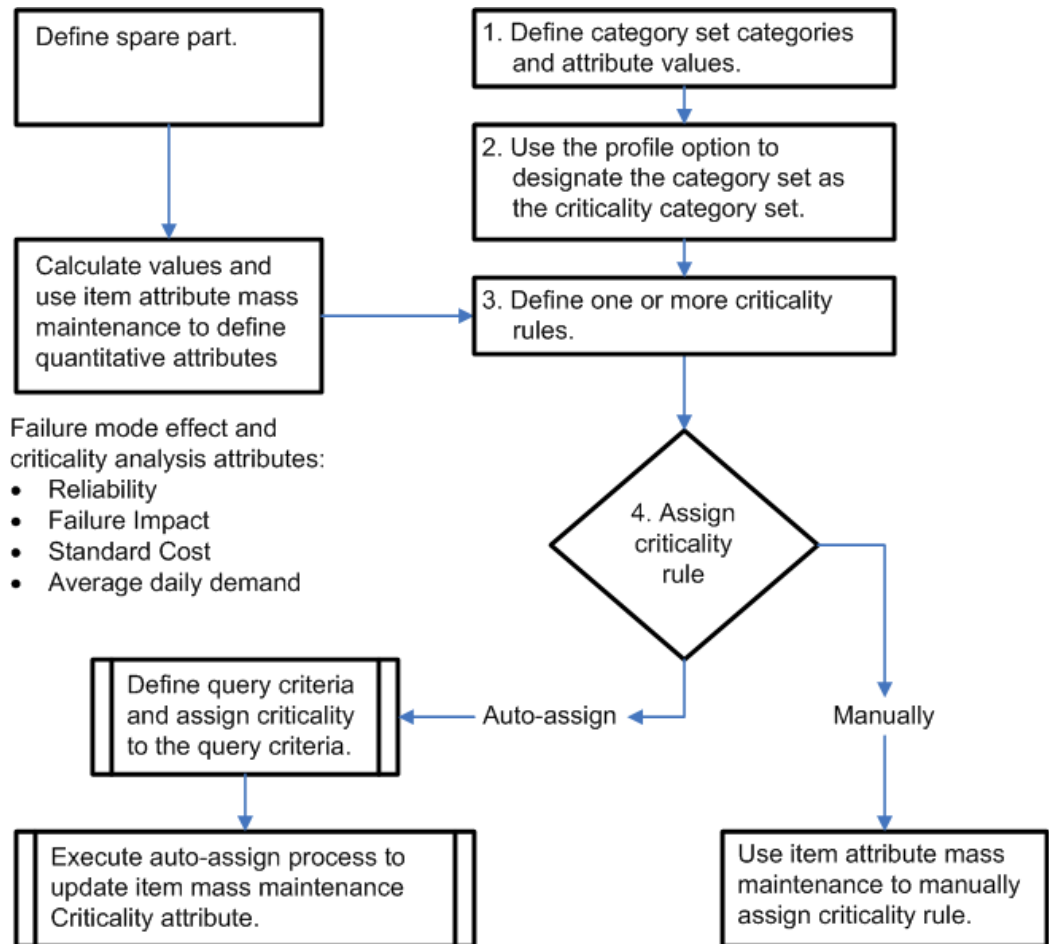 Define spare part.
1. Define category set categories
and attribute values.
2. Use the profile option to
designate the category set as
the criticality category set.
Calculate values and
use item attribute mass
maintenance to define
quantitative attributes
3. Define one or more criticality
rules.
Failure mode effect and
criticality analysis attributes:
• Reliability
• Failure Impact
• Standard Cost
• Average daily demand
4. Assign
criticality
rule
Define query criteria
and assign criticality
to the query criteria.
Auto-assign
Manually
Execute auto-assign process to
update item mass maintenance
Criticality attribute.
Use item attribute mass
maintenance to manually
assign criticality rule.